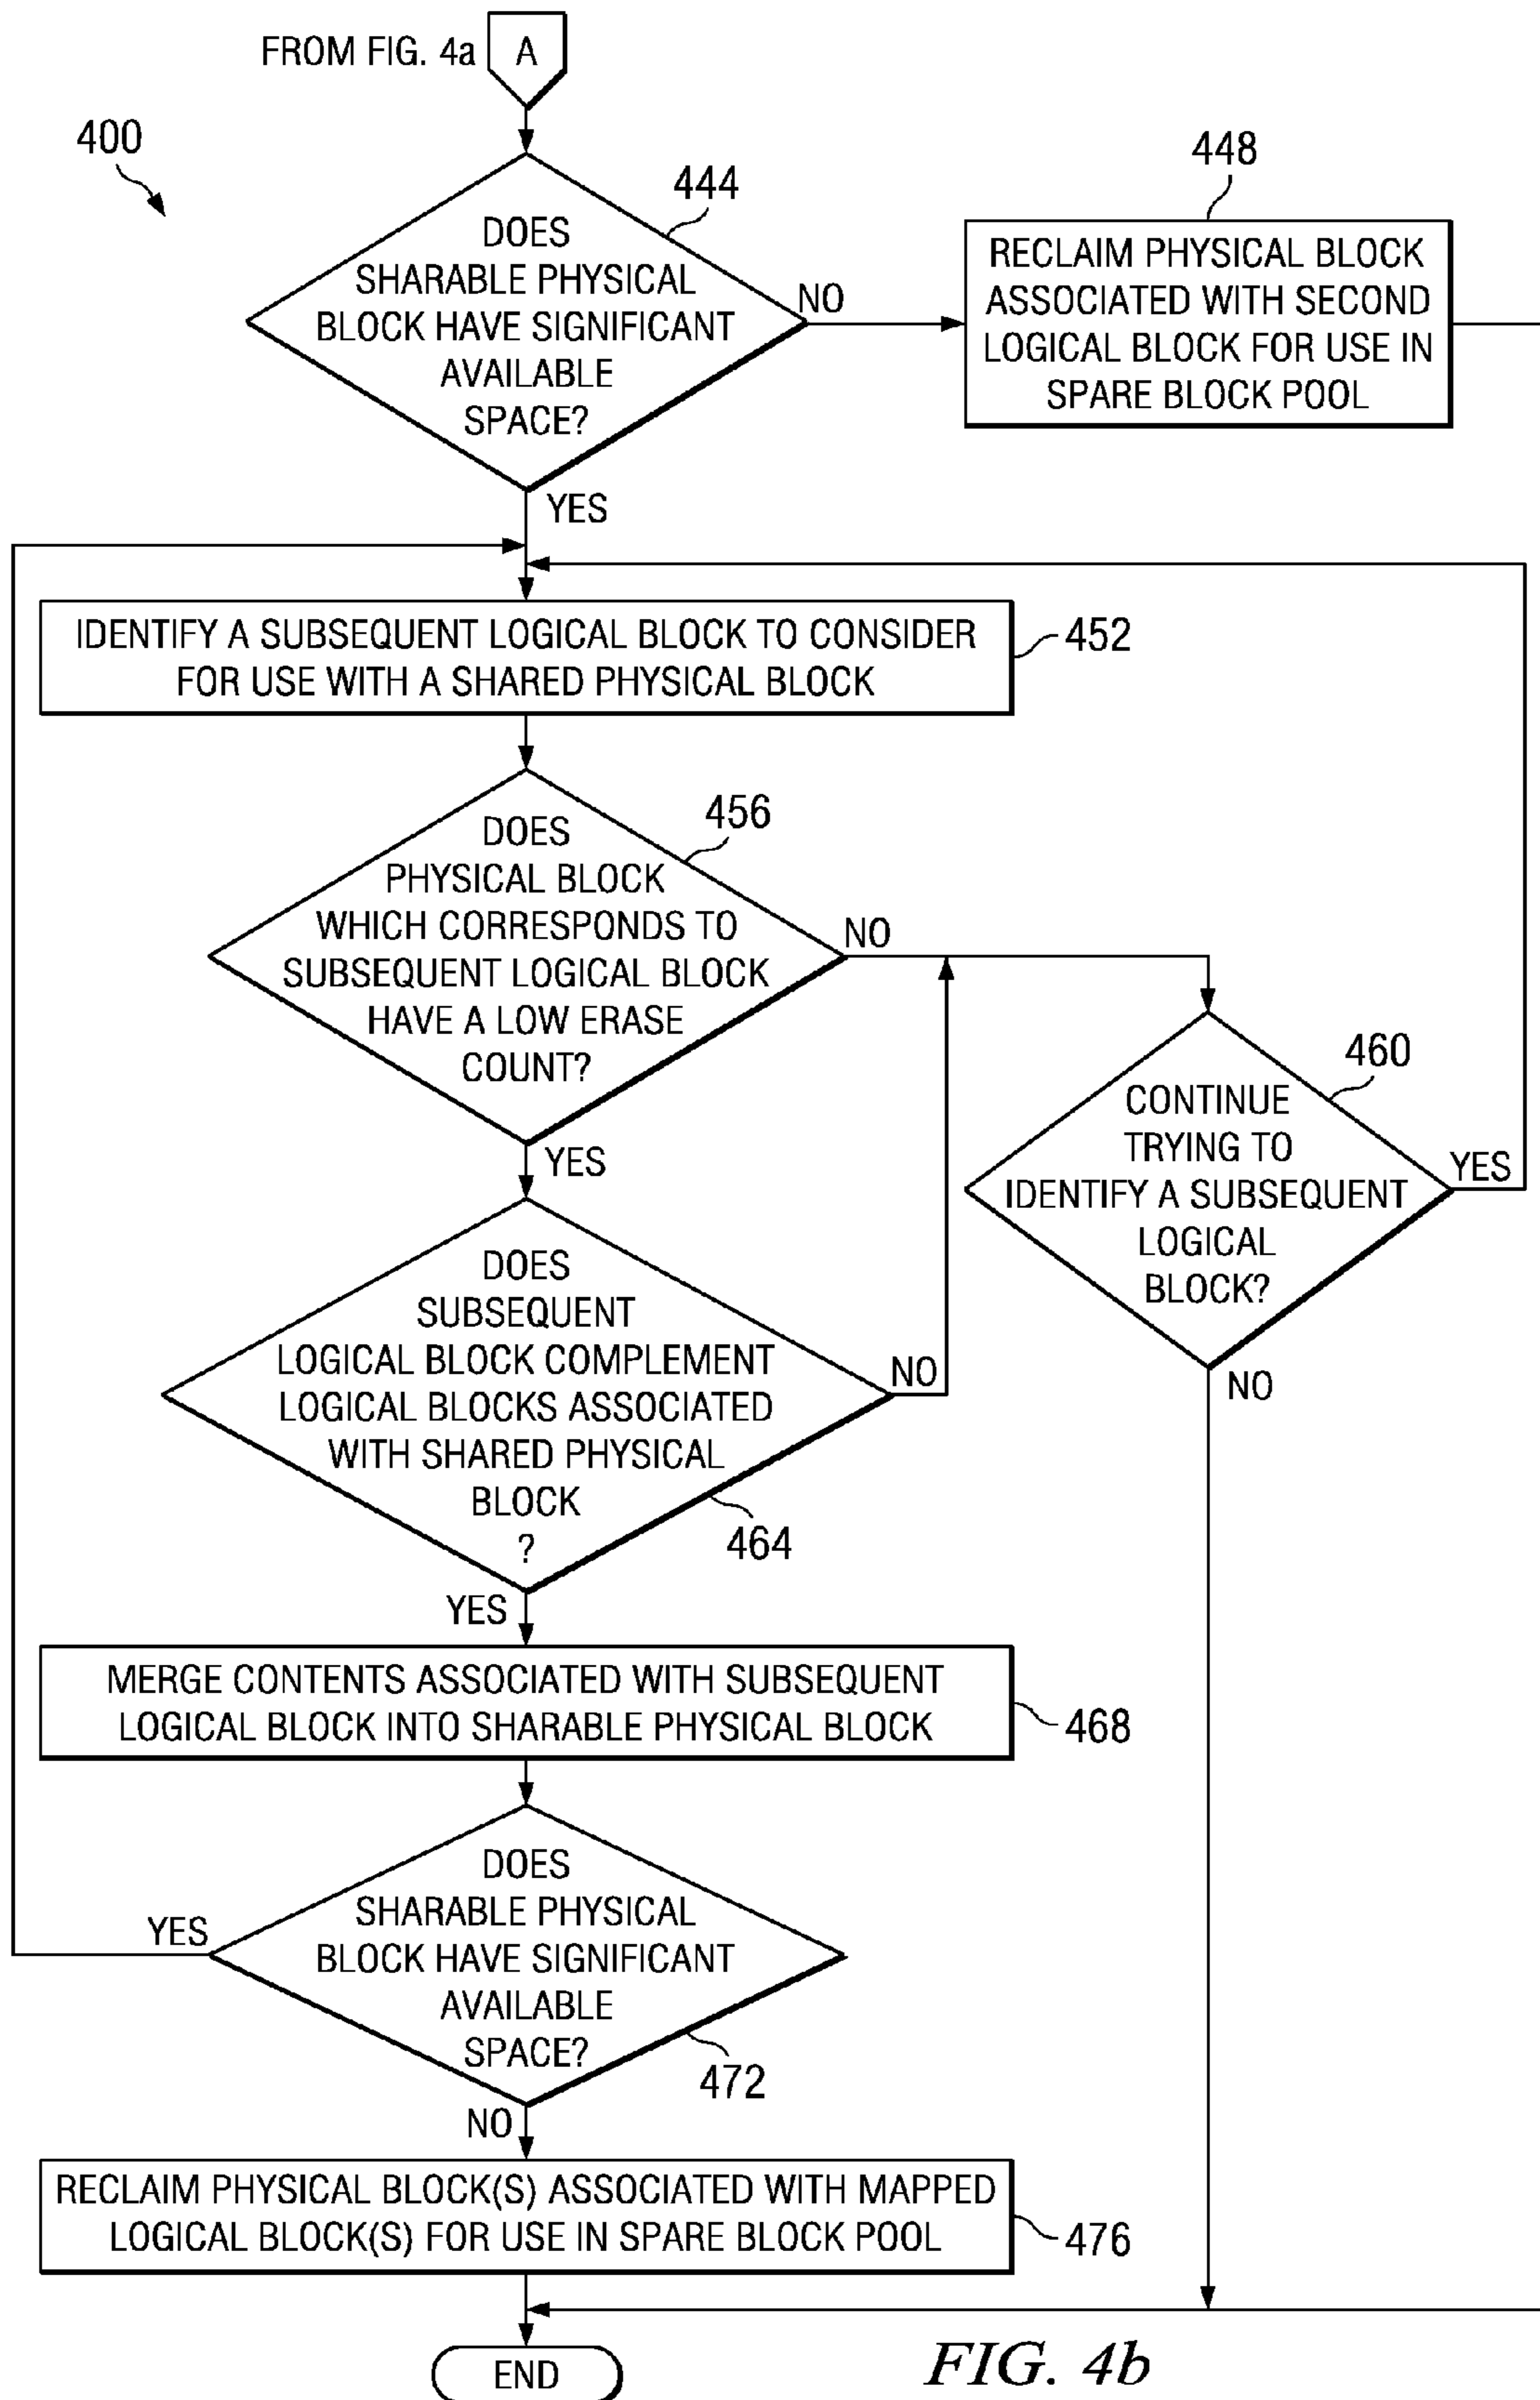 FROM FIG. 4a
A
400
444
DOES
SHARABLE PHYSICAL
BLOCK HAVE SIGNIFICANT
AVAILABLE
SPACE?
NO
448
RECLAIM PHYSICAL BLOCK
ASSOCIATED WITH SECOND
LOGICAL BLOCK FOR USE IN
SPARE BLOCK POOL
YES
IDENTIFY A SUBSEQUENT LOGICAL BLOCK TO CONSIDER
FOR USE WITH A SHARED PHYSICAL BLOCK
452
DOES
PHYSICAL BLOCK
WHICH CORRESPONDS TO
SUBSEQUENT LOGICAL BLOCK
HAVE A LOW ERASE
COUNT?
456
NO
YES
460
CONTINUE
TRYING TO
IDENTIFY A SUBSEQUENT
LOGICAL
BLOCK?
YES
NO
DOES
SUBSEQUENT
LOGICAL BLOCK COMPLEMENT
LOGICAL BLOCKS ASSOCIATED
WITH SHARED PHYSICAL
BLOCK
?
NO
464
YES
MERGE CONTENTS ASSOCIATED WITH SUBSEQUENT
LOGICAL BLOCK INTO SHARABLE PHYSICAL BLOCK
468
DOES
SHARABLE PHYSICAL
BLOCK HAVE SIGNIFICANT
AVAILABLE
SPACE?
YES
472
NO
RECLAIM PHYSICAL BLOCK(S) ASSOCIATED WITH MAPPED
LOGICAL BLOCK(S) FOR USE IN SPARE BLOCK POOL
476
END
FIG. 4b